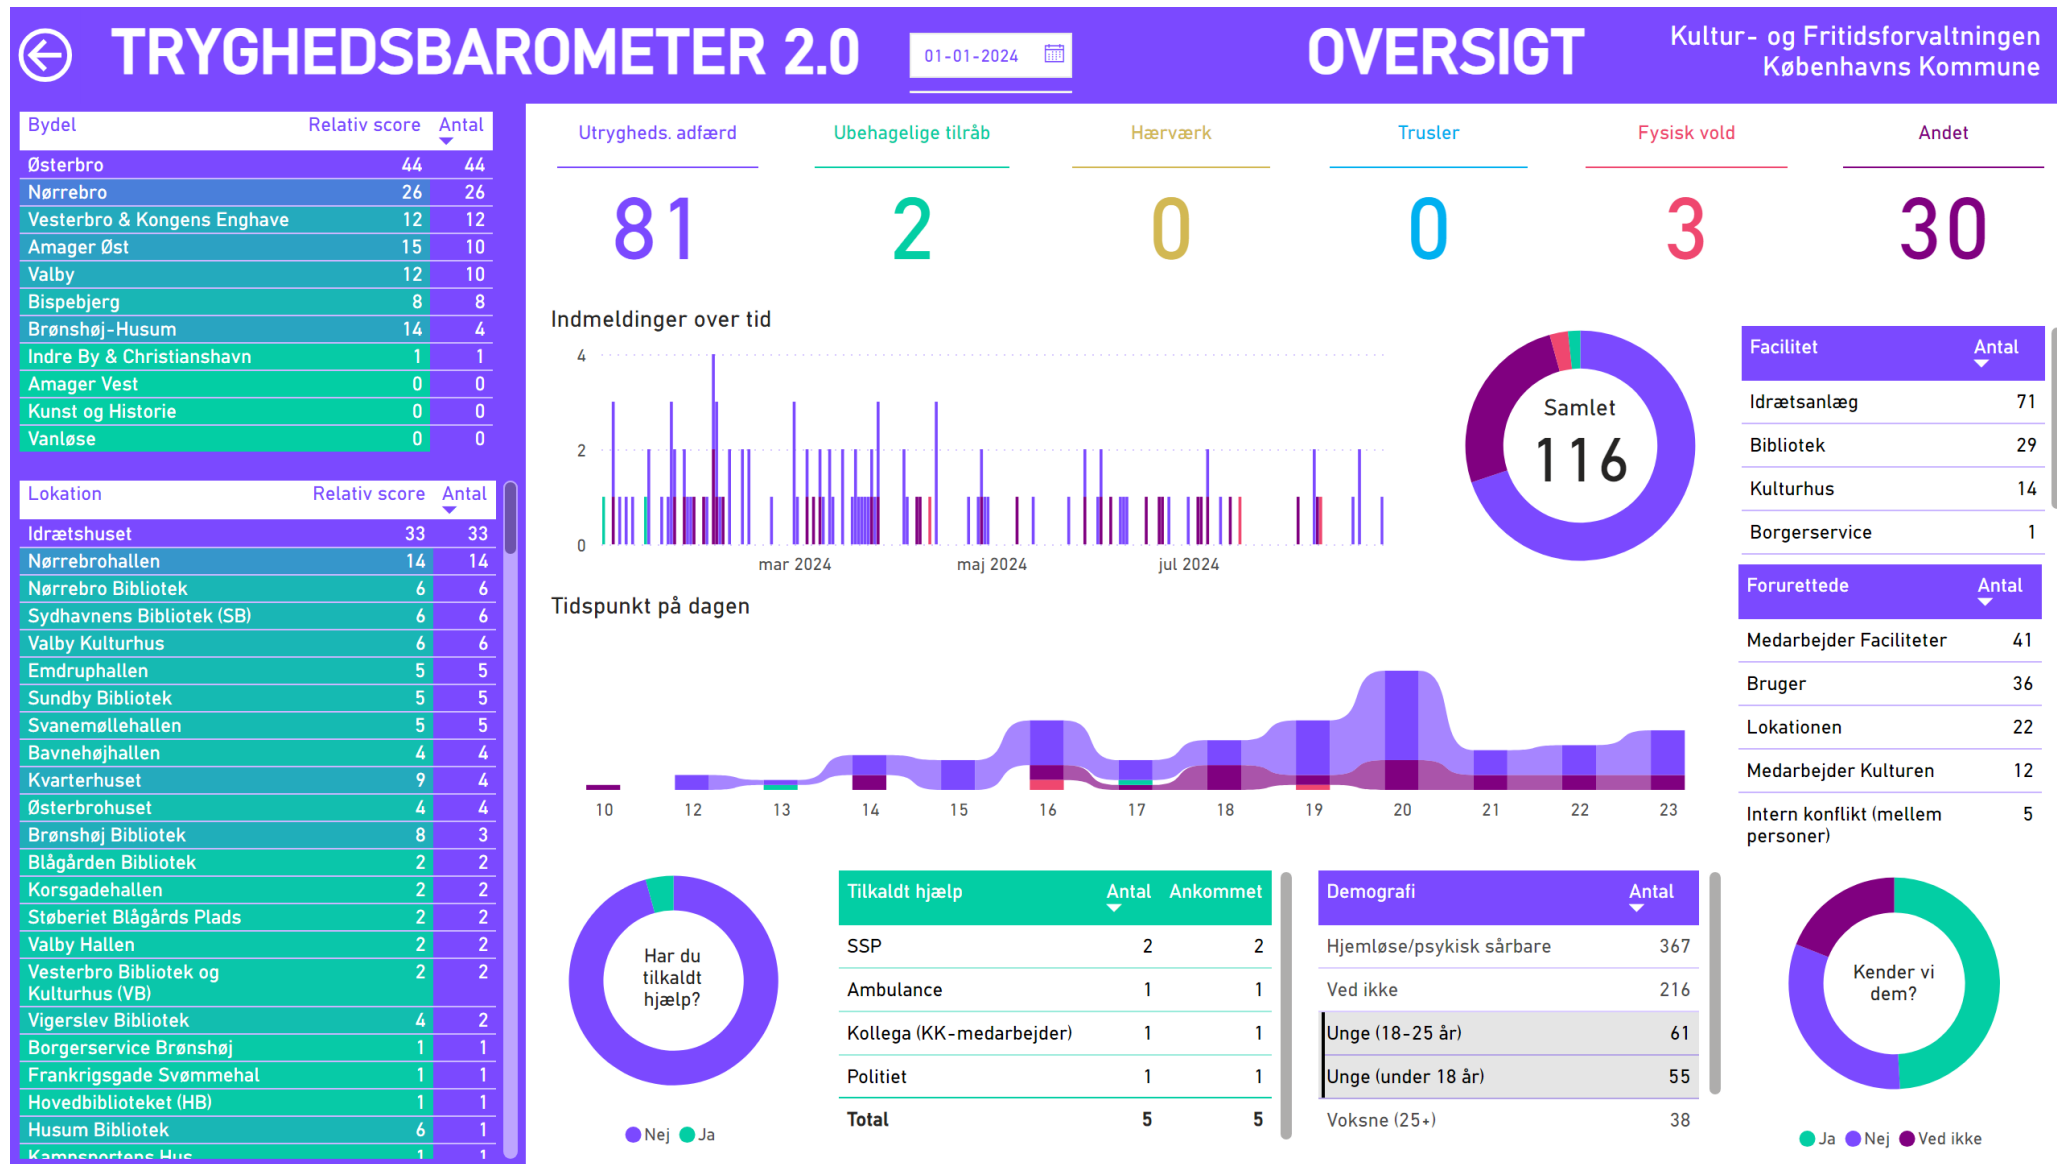 TRYGHEDSBAROMETER 2.0
01-01-2024
OVERSIGT
Kultur- og Fritidsforvaltningen
Københavns Kommune
Bydel Relativ score Antal
Østerbro 44 44
Nørrebro 26 26
Vesterbro & Kongens Enghave 12 12
Amager Øst 15 10
Valby 12 10
Bispebjerg 8 8
Brønshøj-Husum 14 4
Indre By & Christianshavn 1 1
Amager Vest 0 0
Kunst og Historie 0 0
Vanløse 0 0
Lokation Relativ score Antal
Idrætshuset 33 33
Nørrebrohallen 14 14
Nørrebro Bibliotek 6 6
Sydhavnens Bibliotek (SB) 6 6
Valby Kulturhus 6 6
Emdruphallen 5 5
Sundby Bibliotek 5 5
Svanemøllehallen 5 5
Bavnehøjhallen 4 4
Kvarterhuset 9 4
Østerbrohuset 4 4
Brønshøj Bibliotek 8 3
Blågården Bibliotek 2 2
Korsgadehallen 2 2
Støberiet Blågårds Plads 2 2
Valby Hallen 2 2
Vesterbro Bibliotek og 2 2
Kulturhus (VB)
Vigerslev Bibliotek 4 2
Borgerservice Brønshøj 1 1
Frankrigsgade Svømmehal 1 1
Hovedbiblioteket (HB) 1 1
Husum Bibliotek 6 1
Kampsportens Hus 1 1
Utrygheds. adfærd Ubehagelige tilråb Hærværk Trusler Fysisk vold Andet
81 2 0 0 3 30
Indmeldinger over tid
4
2
0
mar 2024 maj 2024 jul 2024
Samlet
116
Facilitet Antal
Idrætsanlæg 71
Bibliotek 29
Kulturhus 14
Borgerservice 1
Tidspunkt på dagen
10 12 13 14 15 16 17 18 19 20 21 22 23
Forurettede Antal
Medarbejder Faciliteter 41
Bruger 36
Lokationen 22
Medarbejder Kulturen 12
Intern konflikt (mellem 5
personer)
Har du
tilkaldt
hjælp?
Nej Ja
Tilkaldt hjælp Antal Ankommet
SSP 2 2
Ambulance 1 1
Kollega (KK-medarbejder) 1 1
Politiet 1 1
Total 5 5
Demografi Antal
Hjemløse/psykisk sårbare 367
Ved ikke 216
Unge (18-25 år) 61
Unge (under 18 år) 55
Voksne (25+) 38
Kender vi
dem?
Ja Nej Ved ikke